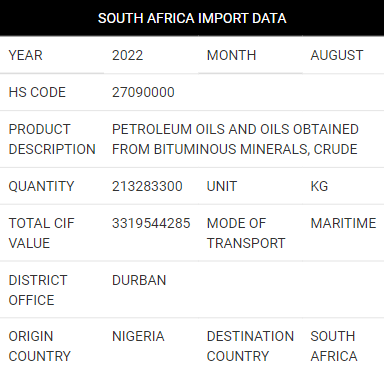 SOUTH AFRICA IMPORT DATA
YEAR 2022 MONTH AUGUST
HS CODE 27090000
PRODUCT DESCRIPTION PETROLEUM OILS AND OILS OBTAINED
FROM BITUMINOUS MINERALS, CRUDE
QUANTITY 213283300 UNIT KG
TOTAL CIF VALUE 3319544285 MODE OF TRANSPORT MARITIME
DISTRICT OFFICE DURBAN
ORIGIN COUNTRY NIGERIA DESTINATION COUNTRY SOUTH AFRICA